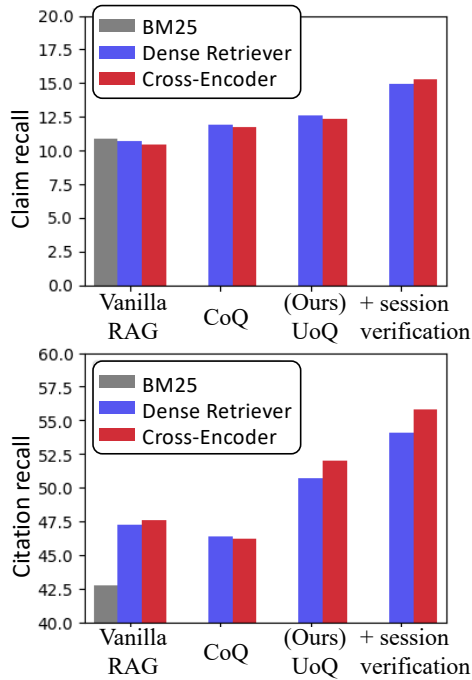 20.0
17.5
15.0
12.5
10.0
7.5
5.0
2.5
0.0
Claim recall
BM25
Dense Retriever
Cross-Encoder
Vanilla
RAG
CoQ
(Ours)
UoQ
+ session
verification
60.0
57.5
55.0
52.5
50.0
47.5
45.0
42.5
40.0
Citation recall
BM25
Dense Retriever
Cross-Encoder
Vanilla
RAG
CoQ
(Ours)
UoQ
+ session
verification